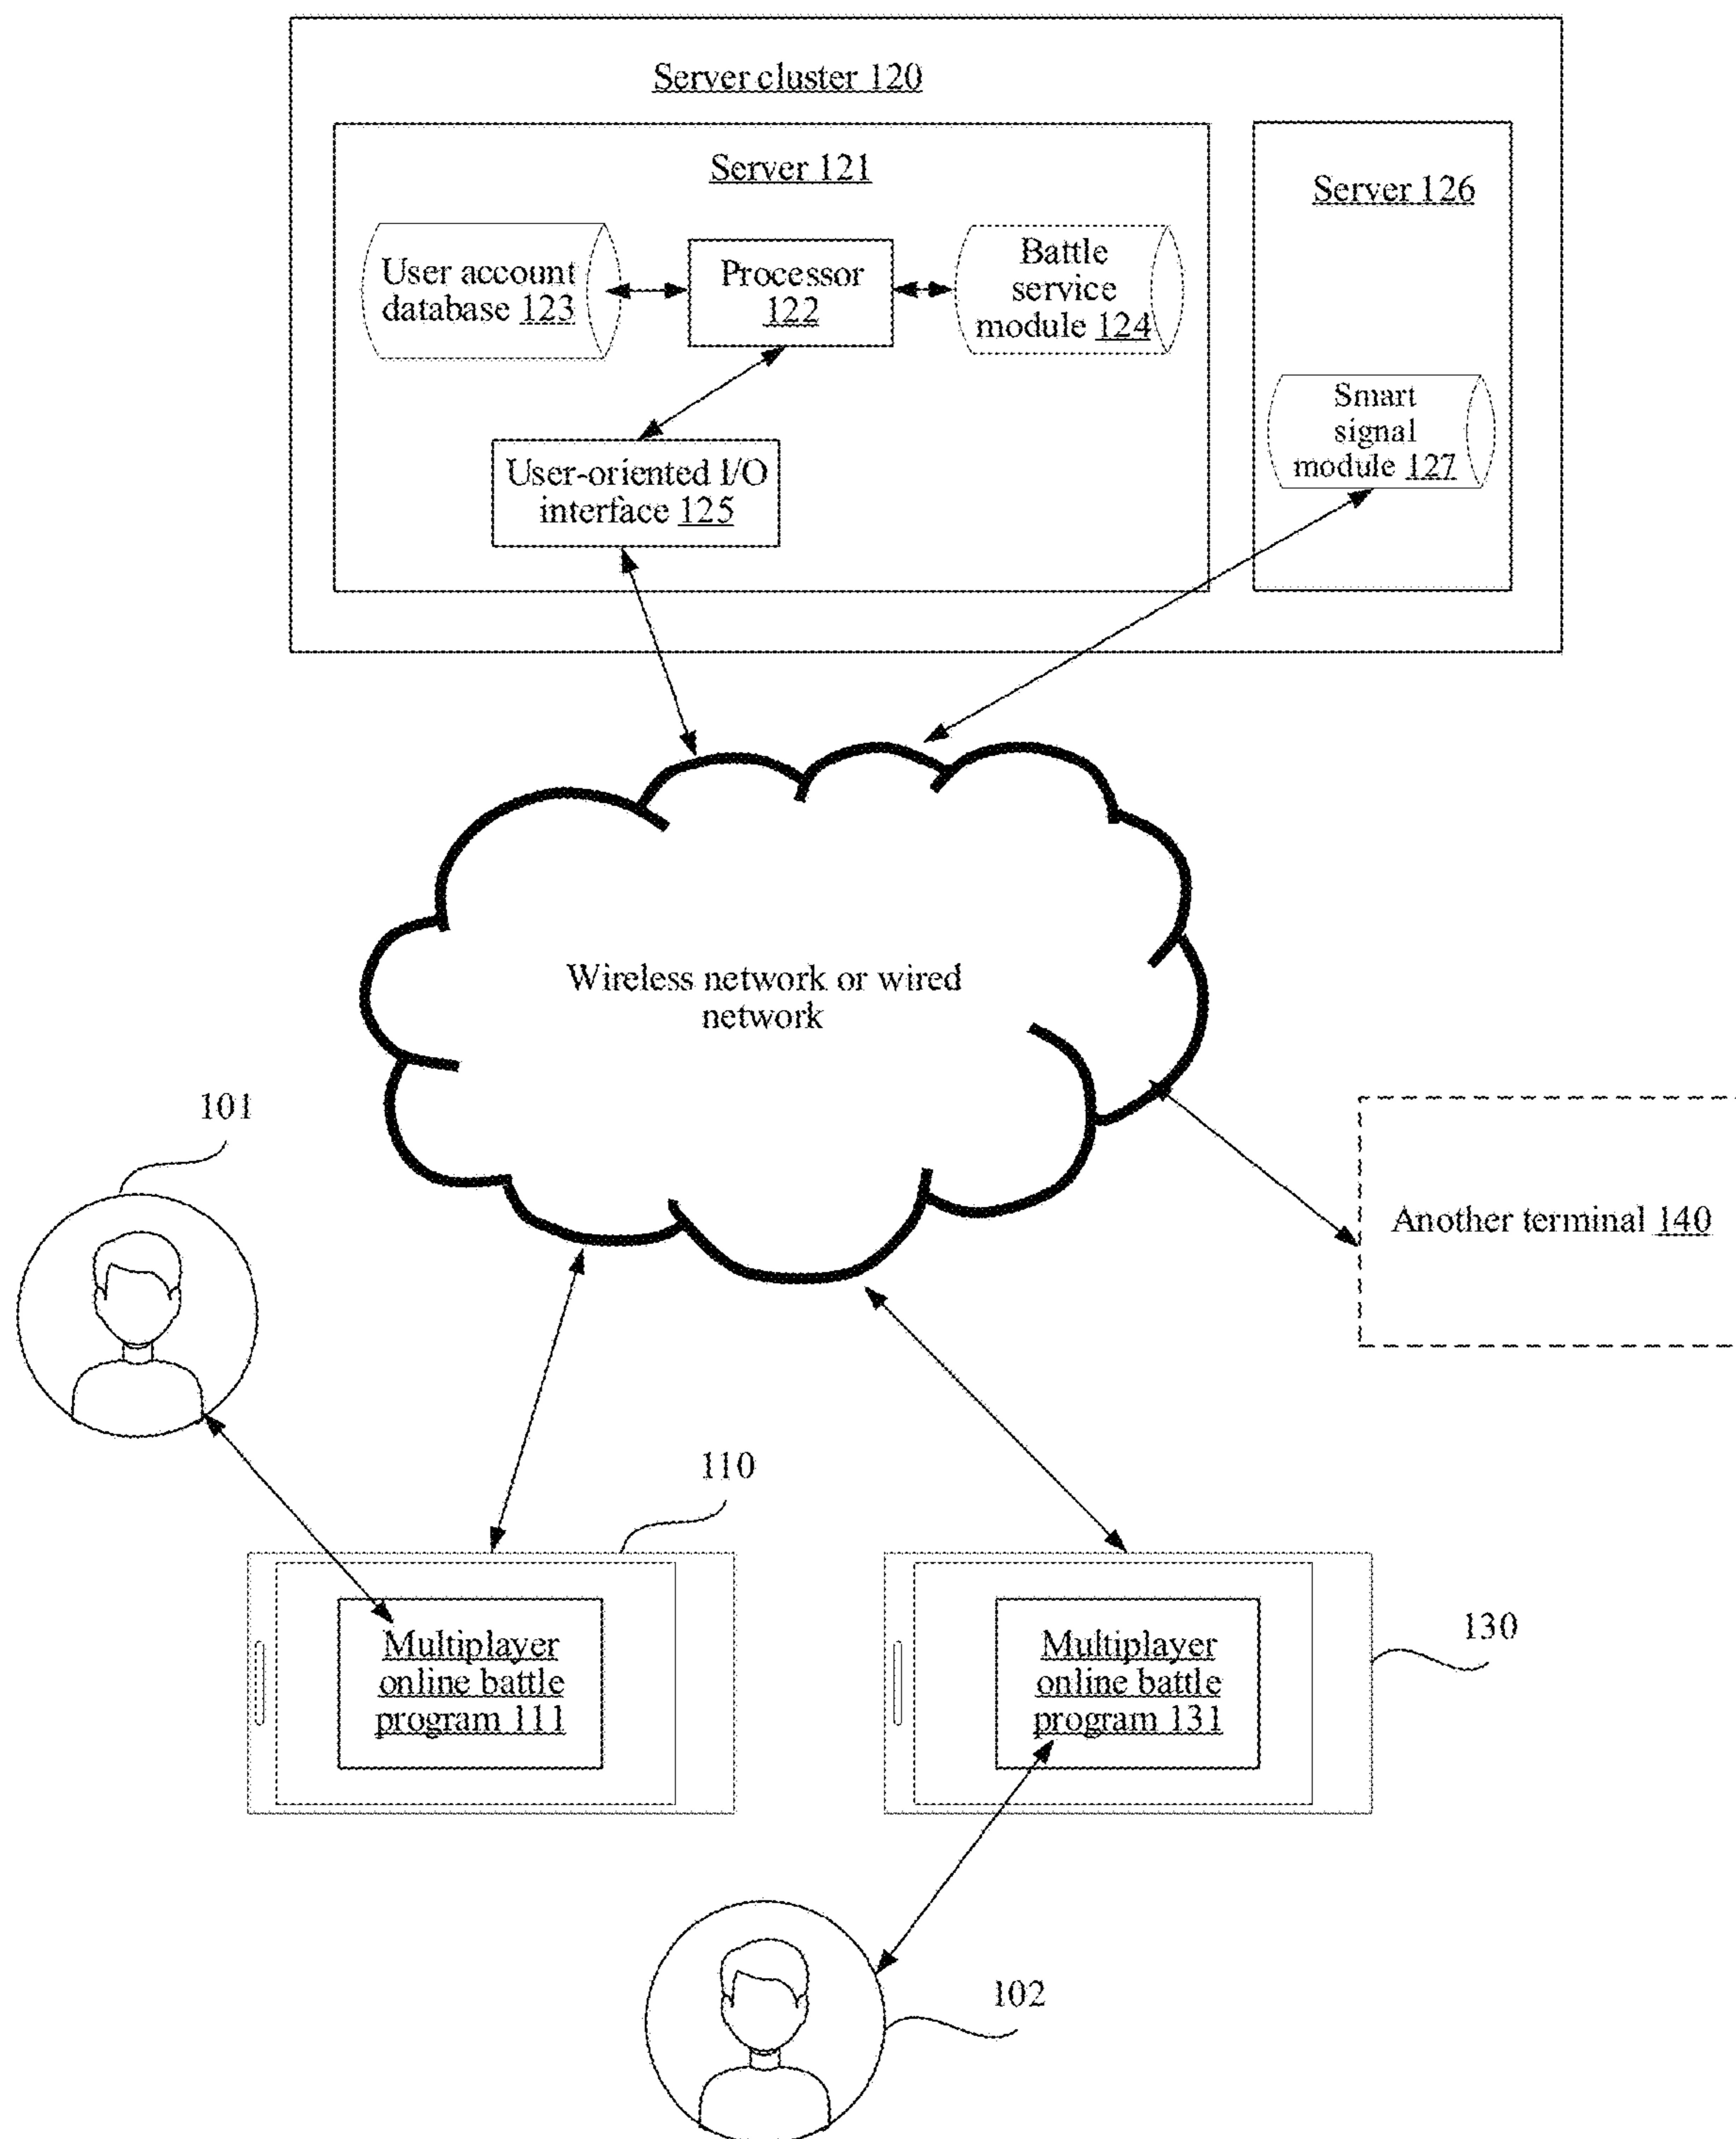 Server cluster 120
Server 121
Server 126
User account
database 123
Processor
122
Battle
service
module 124
Smart
signal
module 127
User-oriented I/O
interface 125
Wireless network or wired
network
101
Another terminal 140
110
Multiplayer
online battle
program 111
Multiplayer
online battle
program 131
130
102